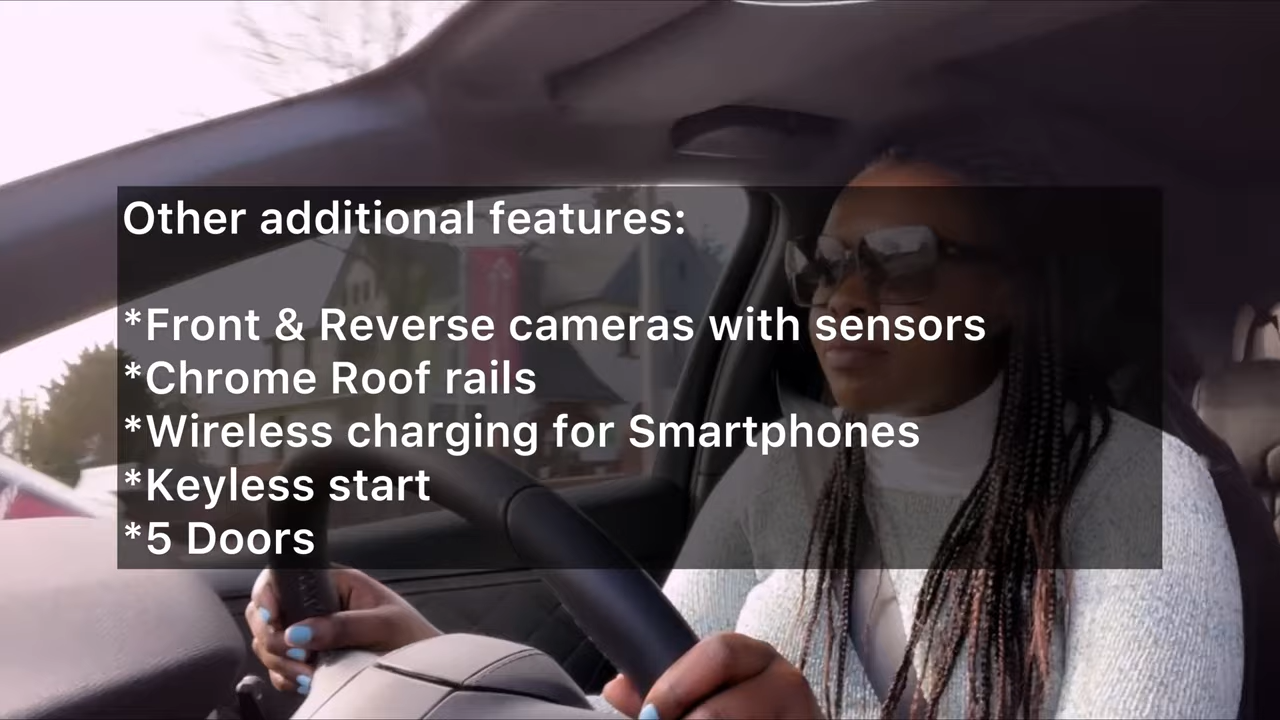 Other additional features:
*Front & Reverse cameras with sensors
*Chrome Roof rails
*Wireless charging for Smartphones
*Keyless start
*5 Doors